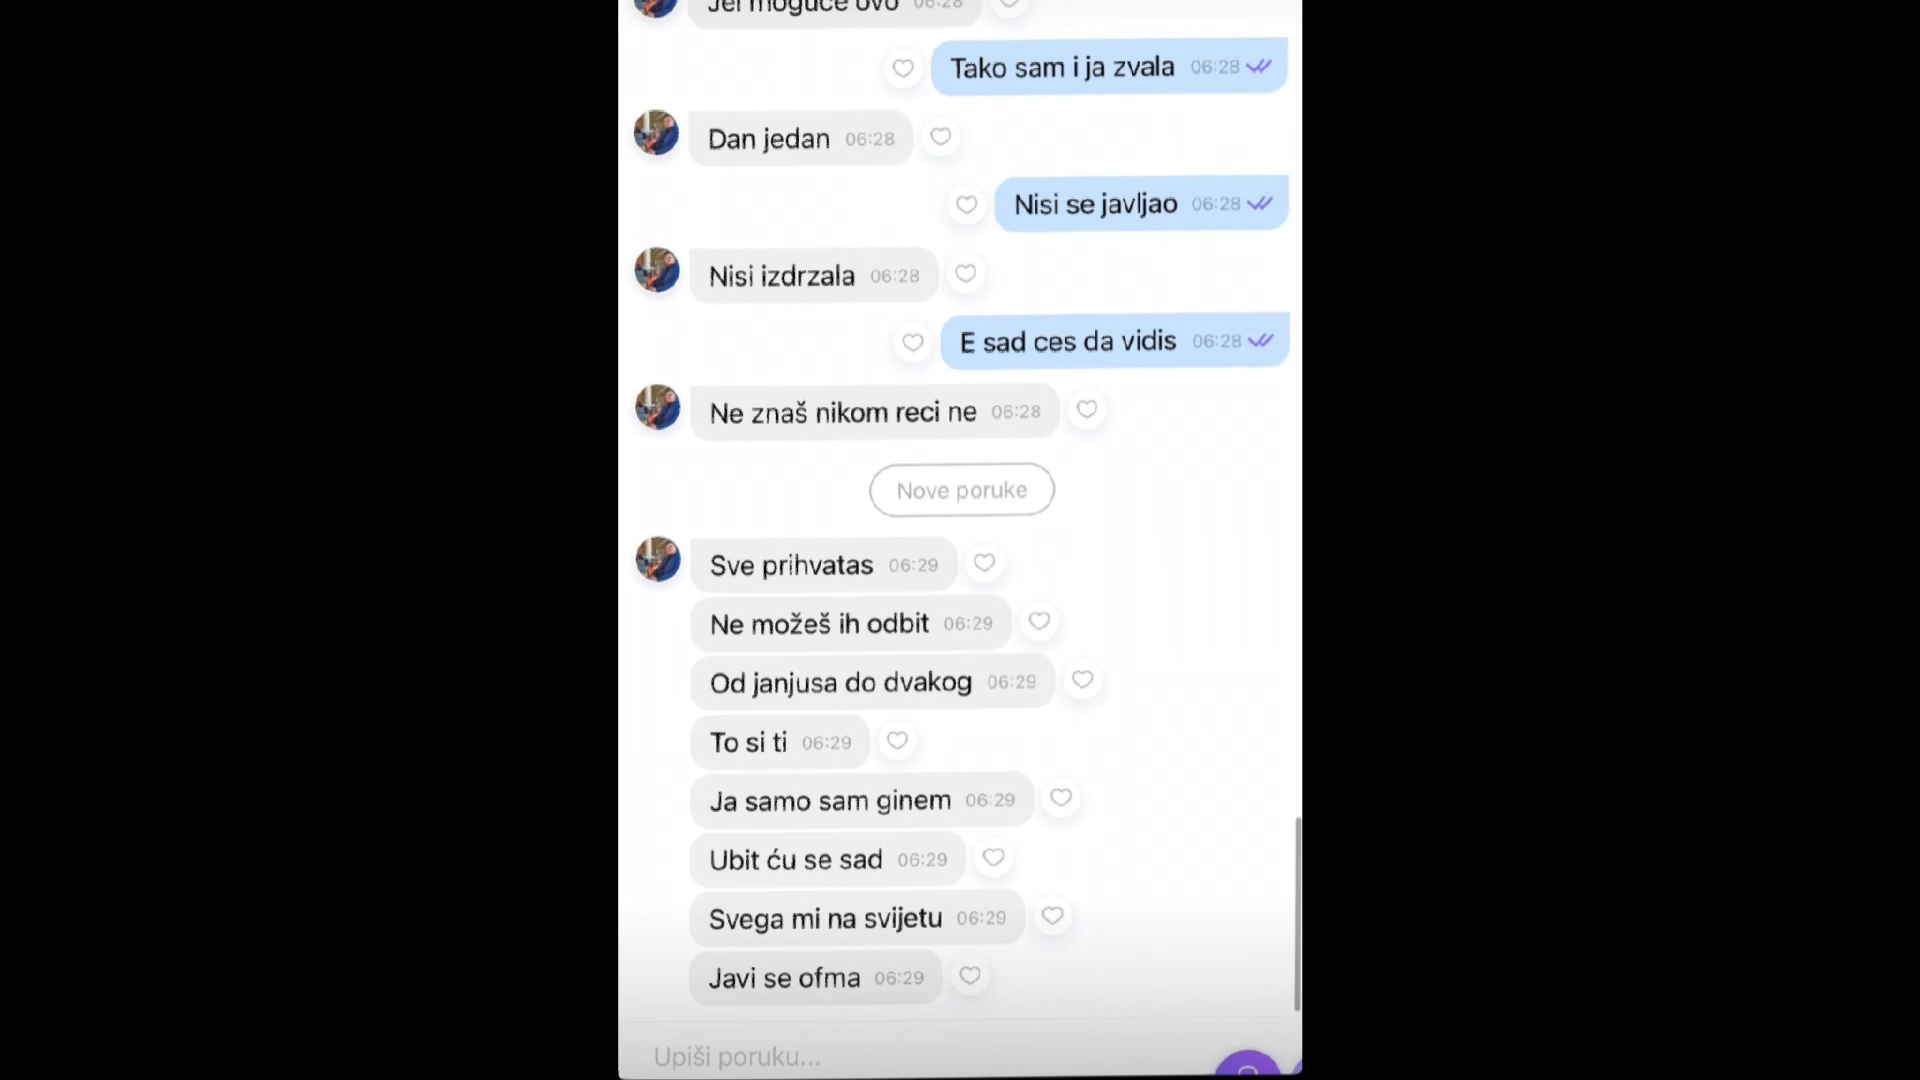 Jel moguce ovo 06:28
Tako sam i ja zvala 06:28
Dan jedan 06:28
Nisi se javljao 06:28
Nisi izdrzala 06:28
E sad ces da vidis 06:28
Ne znaš nikom reci ne 06:28
Nove poruke
Sve prihvatas 06:29
Ne možeš ih odbit 06:29
Od janjusa do dvakog 06:29
To si ti 06:29
Ja samo sam ginem 06:29
Ubit ću se sad 06:29
Svega mi na svijetu 06:29
Javi se ofma 06:29
Upiši poruku...